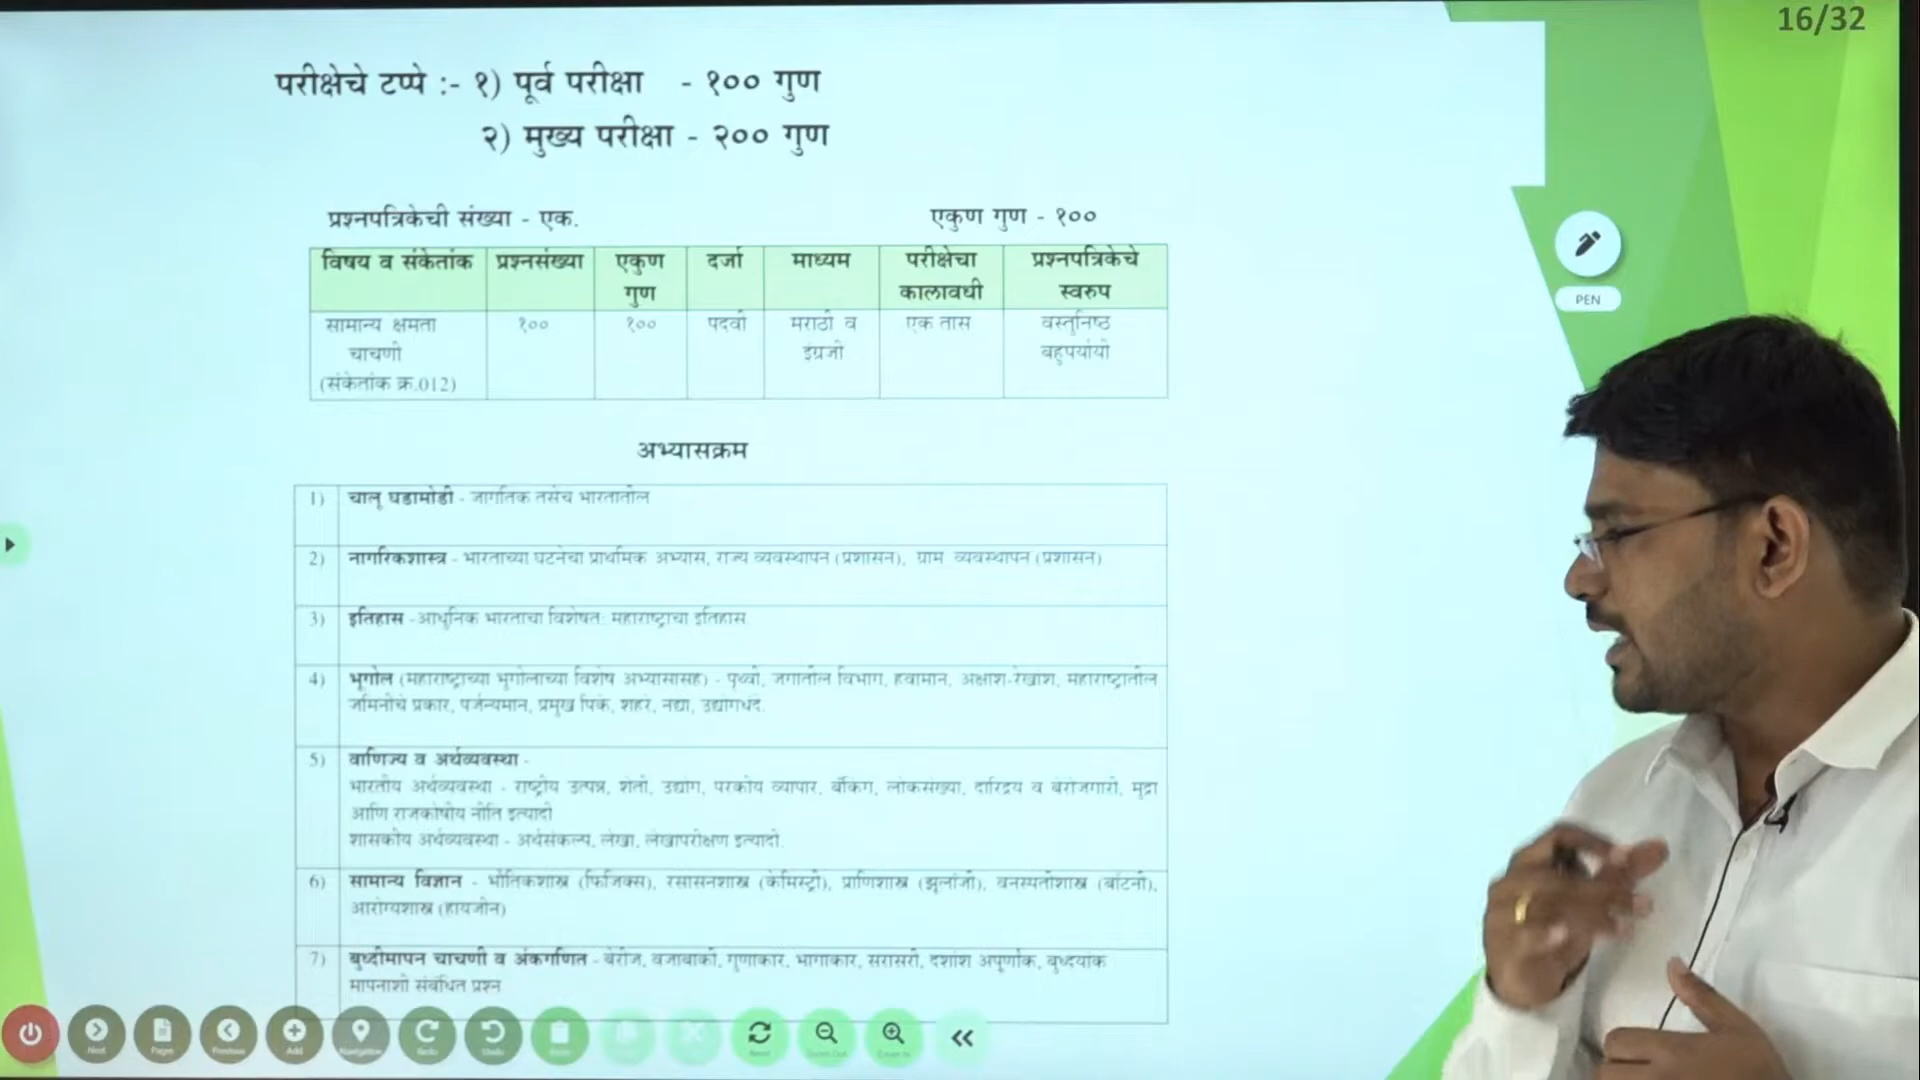 16/32
परीक्षेचे टप्पे :- १) पूर्व परीक्षा - १०० गुण
२) मुख्य परीक्षा - २०० गुण
प्रश्नपत्रिकेची संख्या - एक. एकुण गुण - १००
विषय व संकेतांक प्रश्नसंख्या एकुण गुण दर्जा माध्यम परीक्षेचा कालावधी प्रश्नपत्रिकेचे स्वरुप
सामान्य क्षमता चाचणी (संकेतांक क्र.012) १०० १०० पदवी मराठी व इंग्रजी एक तास वस्तुनिष्ठ बहुपर्यायी
PEN
अभ्यासक्रम
1) चालू घडामोडी - जागतिक तसेच भारतातील
2) नागरिकशास्त्र - भारताच्या घटनेचा प्राथमिक अभ्यास, राज्य व्यवस्थापन (प्रशासन), ग्राम व्यवस्थापन (प्रशासन)
3) इतिहास - आधुनिक भारताचा विशेषत: महाराष्ट्राचा इतिहास
4) भूगोल (महाराष्ट्राच्या भुगोलाच्या विशेष अभ्यासासह) - पृथ्वी, जगातील विभाग, हवामान, अक्षांश-रेखांश, महाराष्ट्रातील
जमिनीचे प्रकार, पर्जन्यमान, प्रमुख पिके, शहरे, नद्या, उद्योगधंदे.
5) वाणिज्य व अर्थव्यवस्था -
भारतीय अर्थव्यवस्था - राष्ट्रीय उत्पन्न, शेती, उद्योग, परकीय व्यापार, बँकिंग, लोकसंख्या, दारिद्र्य व बेरोजगारी, मुद्रा
आणि राजकोषीय नीति इत्यादी
शासकीय अर्थव्यवस्था - अर्थसंकल्प, लेखा, लेखापरीक्षण इत्यादी.
6) सामान्य विज्ञान - भौतिकशास्त्र (फिजिक्स), रसायनशास्त्र (केमिस्ट्री), प्राणिशास्त्र (झूलॉजी), वनस्पतीशास्त्र (बॉटनी),
आरोग्यशास्त्र (हायजीन)
7) बुध्दीमापन चाचणी व अंकगणित - बेरीज, वजाबाकी, गुणाकार, भागाकार, सरासरी, दशांश अपूर्णांक, बुध्दयांक
मापनाशी संबंधित प्रश्न
Next Pages Previous Add Navigation Redo Undo